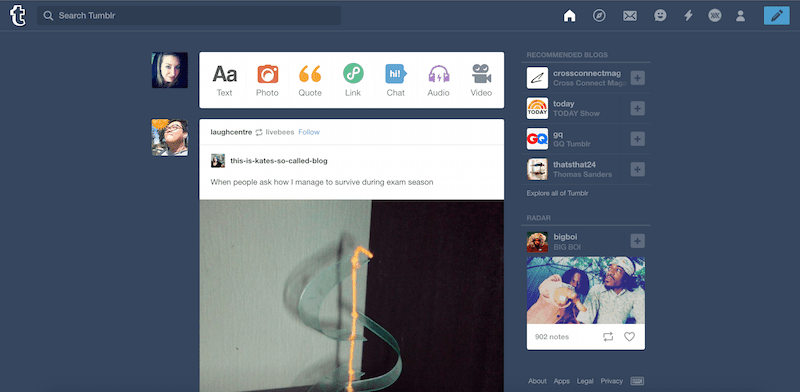 t
Search Tumblr
Aa
Text
Photo
Quote
Link
hi!
Chat
Audio
Video
laughcentre livebees Follow
this-is-kates-so-called-blog
When people ask how I manage to survive during exam season
RECOMMENDED BLOGS
crossconnectmag
Cross Connect Maga
TODAY
today
TODAY Show
GQ
gq
GQ Tumblr
thatsthat24
Thomas Sanders
Explore all of Tumblr
RADAR
bigboi
BIG BOI
902 notes
About Apps Legal Privacy